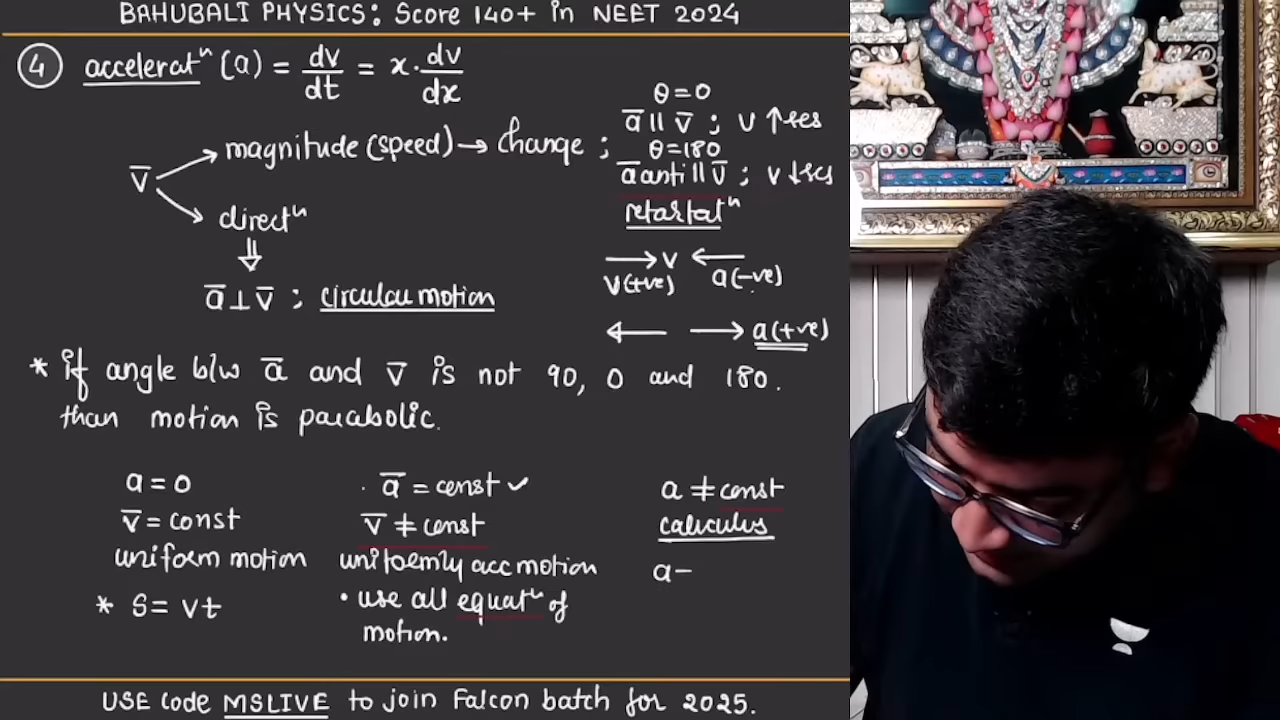 BAHUBALI PHYSICS: Score 140+ in NEET 2024
④ acceleratⁿ (a) = dv/dt = x·dv/dx
θ=0
a̅ || v̅ ; v ↑ses
v̅ → magnitude (speed) → change ;
θ=180
a̅ anti || v̅ ; v ↓ses
→ directⁿ
retartatⁿ
⇓
→ v ←
v(+ve) a(-ve)
a̅ ⊥ v̅ ; circular motion
← → a(+ve)
* if angle b/w a̅ and v̅ is not 90, 0 and 180.
than motion is parabolic.
a = 0
v̅ = const
uniform motion
* S = vt
a̅ = const ✓
v̅ ≠ const
uniformly acc motion
• use all equatⁿ of
motion.
a ≠ const
calculus
a -
USE Code MSLIVE to join Falcon batch for 2025.